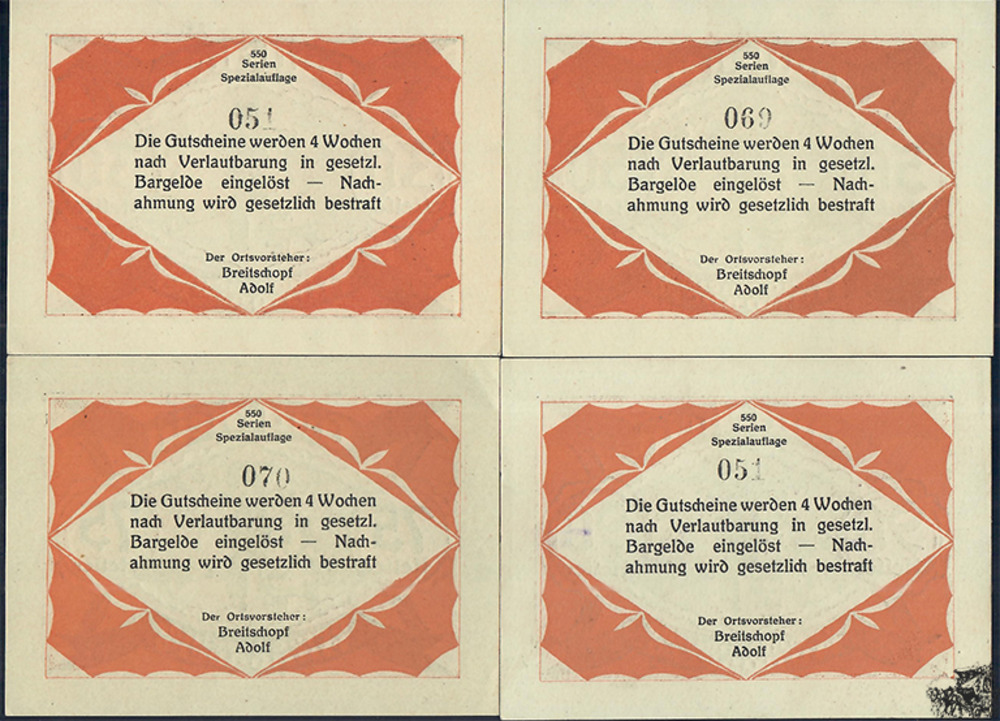 550
Serien
Spezialauflage
051
Die Gutscheine werden 4 Wochen
nach Verlautbarung in gesetzl.
Bargelde eingelöst — Nach-
ahmung wird gesetzlich bestraft
Der Ortsvorsteher:
Breitschopf
Adolf
550
Serien
Spezialauflage
069
Die Gutscheine werden 4 Wochen
nach Verlautbarung in gesetzl.
Bargelde eingelöst — Nach-
ahmung wird gesetzlich bestraft
Der Ortsvorsteher:
Breitschopf
Adolf
550
Serien
Spezialauflage
070
Die Gutscheine werden 4 Wochen
nach Verlautbarung in gesetzl.
Bargelde eingelöst — Nach-
ahmung wird gesetzlich bestraft
Der Ortsvorsteher:
Breitschopf
Adolf
550
Serien
Spezialauflage
051
Die Gutscheine werden 4 Wochen
nach Verlautbarung in gesetzl.
Bargelde eingelöst — Nach-
ahmung wird gesetzlich bestraft
Der Ortsvorsteher:
Breitschopf
Adolf